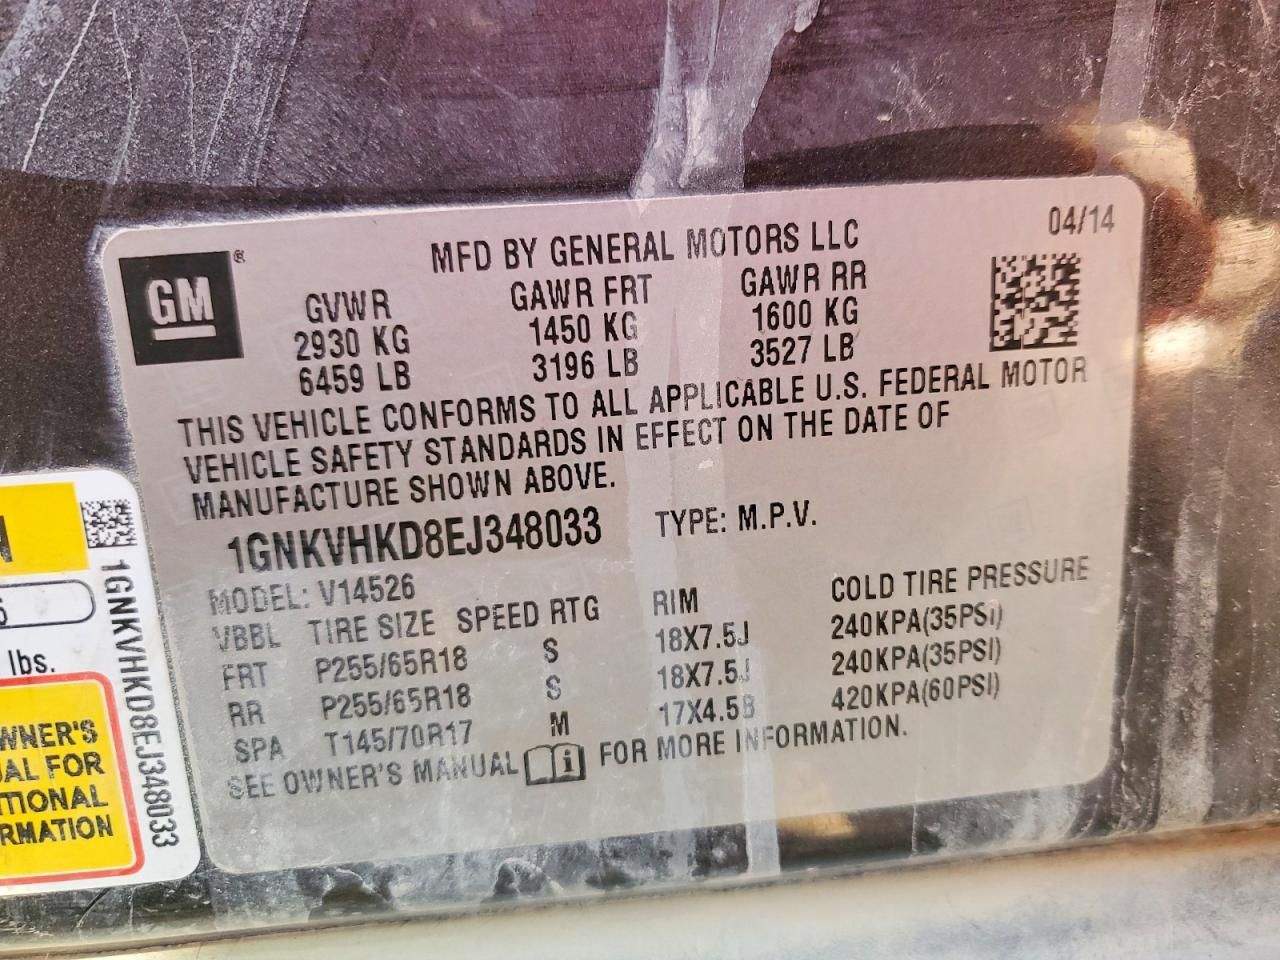 MFD BY GENERAL MOTORS LLC
04/14
GM
®
GVWR GAWR FRT GAWR RR
2930 KG 1450 KG 1600 KG
6459 LB 3196 LB 3527 LB
THIS VEHICLE CONFORMS TO ALL APPLICABLE U.S. FEDERAL MOTOR
VEHICLE SAFETY STANDARDS IN EFFECT ON THE DATE OF
MANUFACTURE SHOWN ABOVE.
1GNKVHKD8EJ348033 TYPE: M.P.V.
MODEL: V14526
VBBL TIRE SIZE SPEED RTG RIM COLD TIRE PRESSURE
FRT P255/65R18 S 18X7.5J 240KPA(35PSI)
RR P255/65R18 S 18X7.5J 240KPA(35PSI)
SPA T145/70R17 M 17X4.5B 420KPA(60PSI)
SEE OWNER'S MANUAL i FOR MORE INFORMATION.
1GNKVHKD8EJ348033
lbs.
WNER'S
AL FOR
TIONAL
RMATION